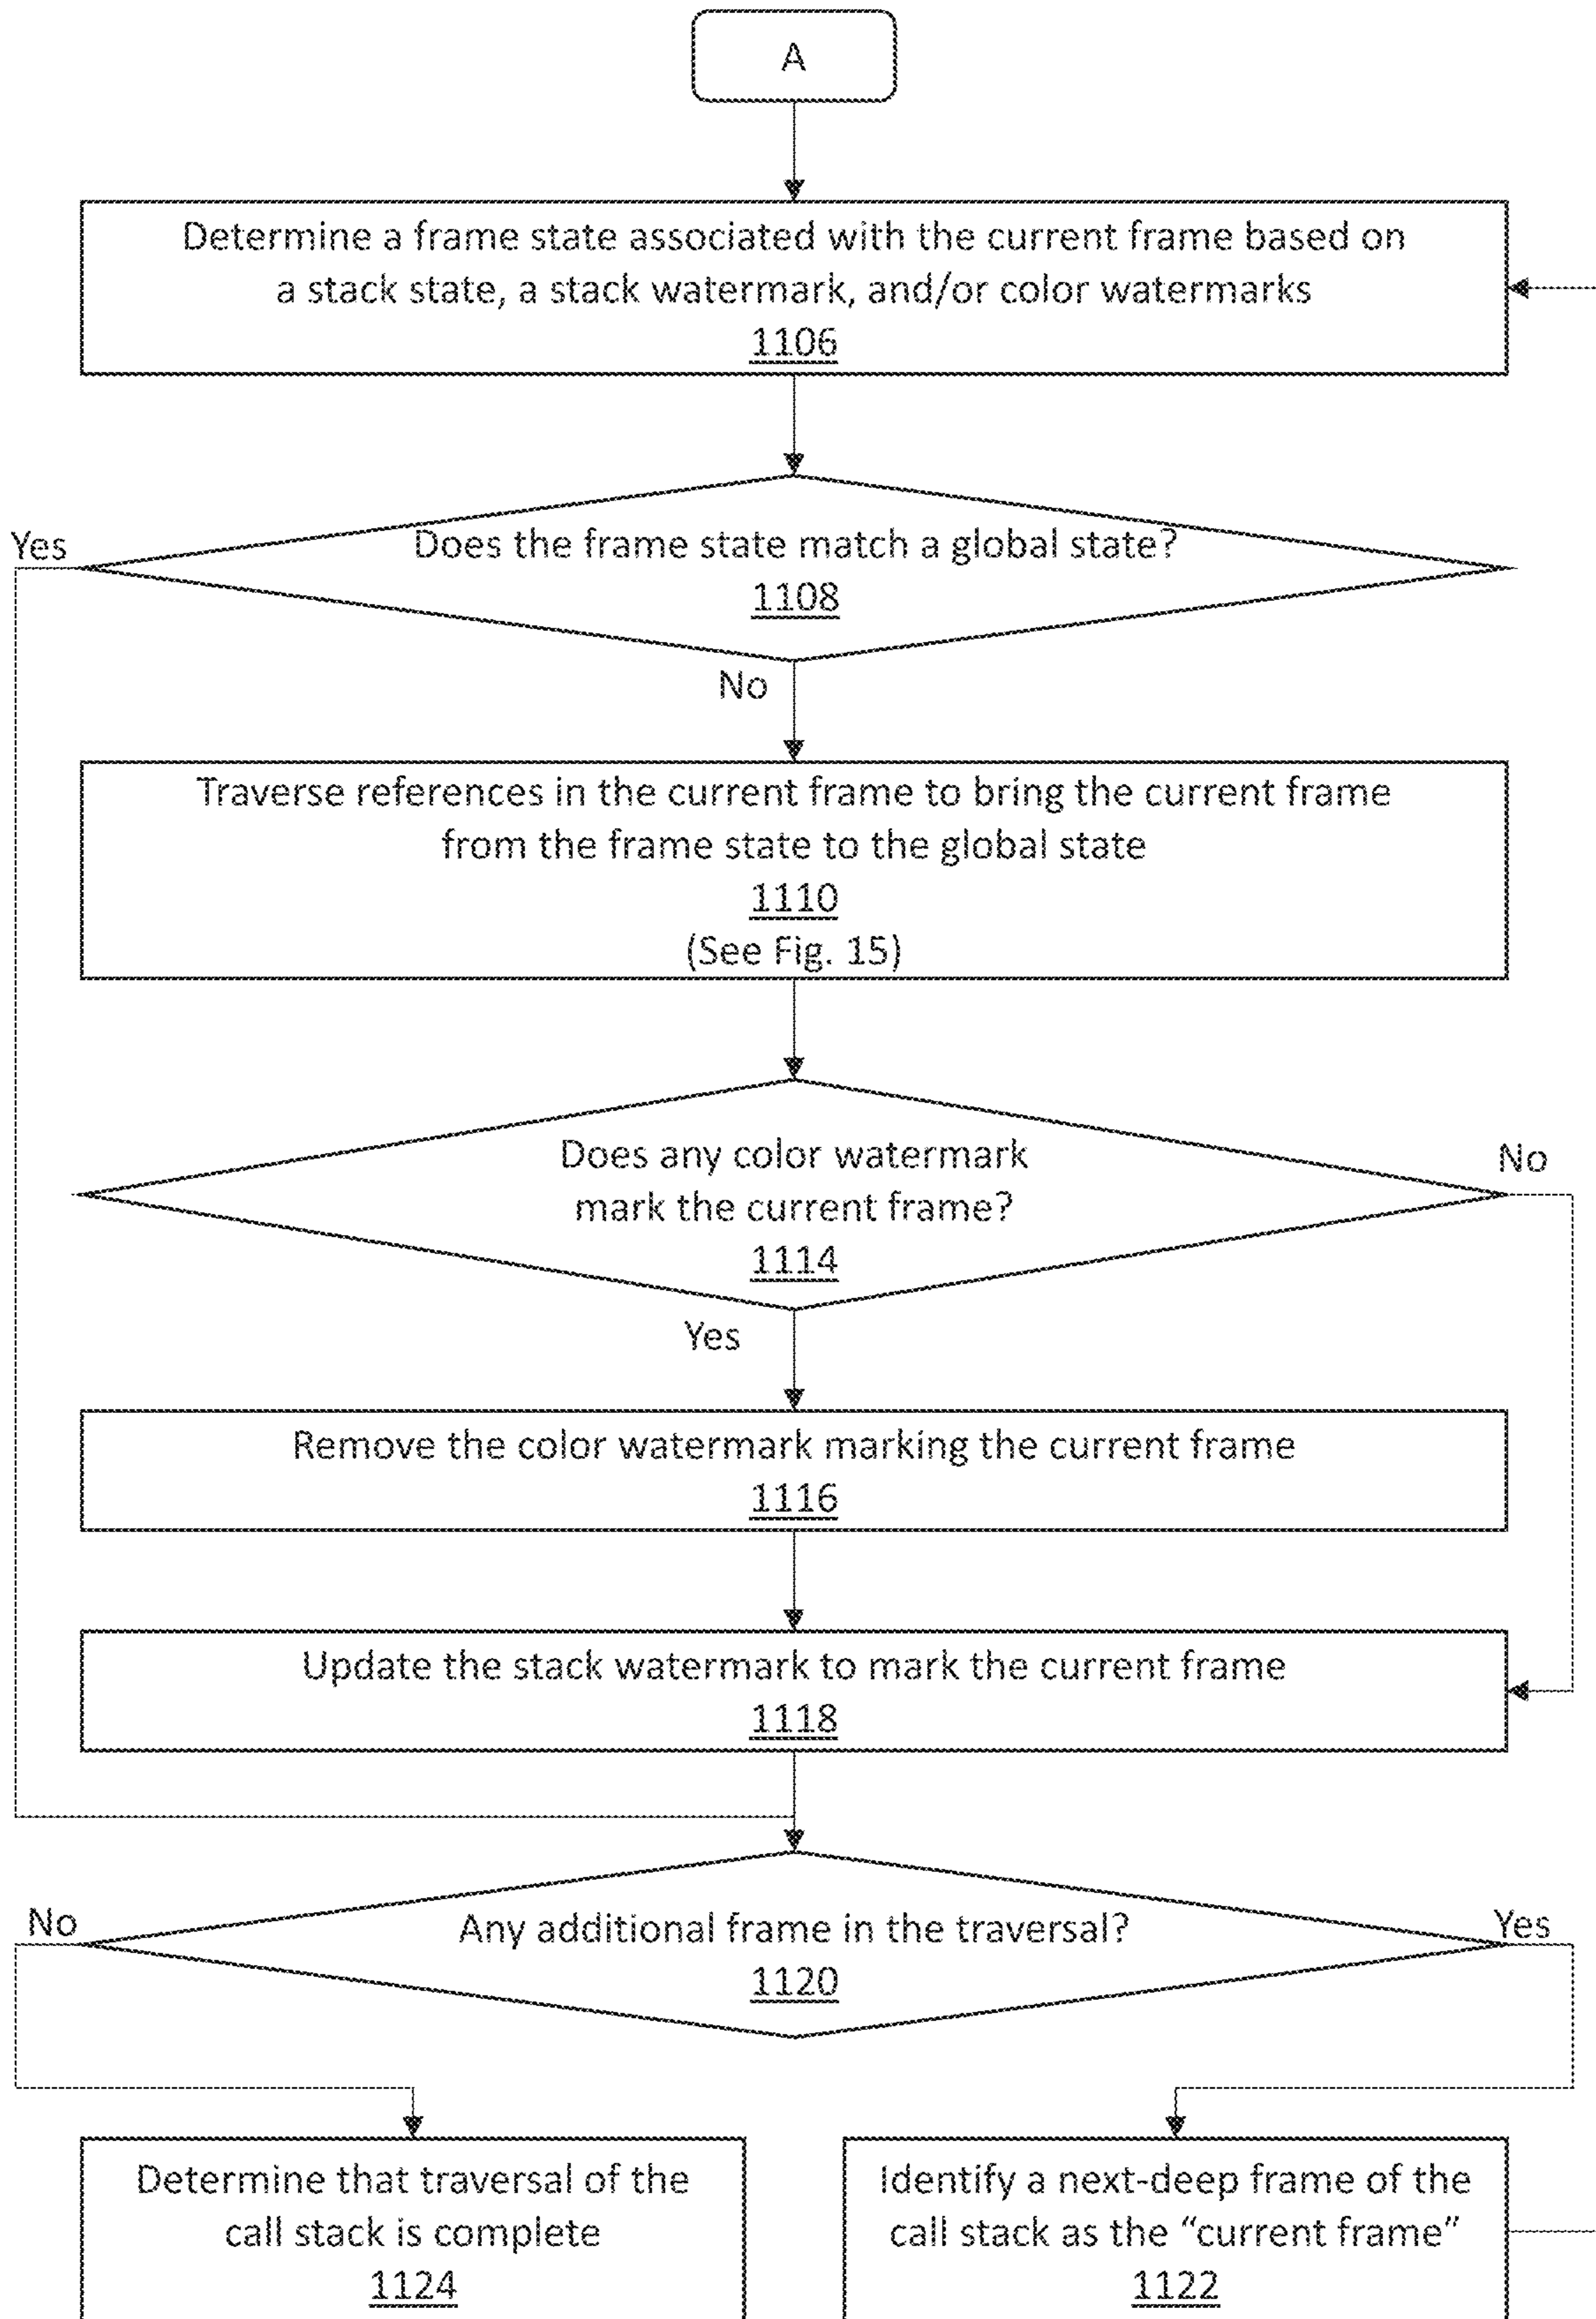 A
Determine a frame state associated with the current frame based on
a stack state, a stack watermark, and/or color watermarks
1106
Yes
Does the frame state match a global state?
1108
No
Traverse references in the current frame to bring the current frame
from the frame state to the global state
1110
(See Fig. 15)
Does any color watermark
No
mark the current frame?
1114
Yes
Remove the color watermark marking the current frame
1116
Update the stack watermark to mark the current frame
1118
No
Any additional frame in the traversal?
Yes
1120
Determine that traversal of the
call stack is complete
1124
Identify a next-deep frame of the
call stack as the “current frame”
1122